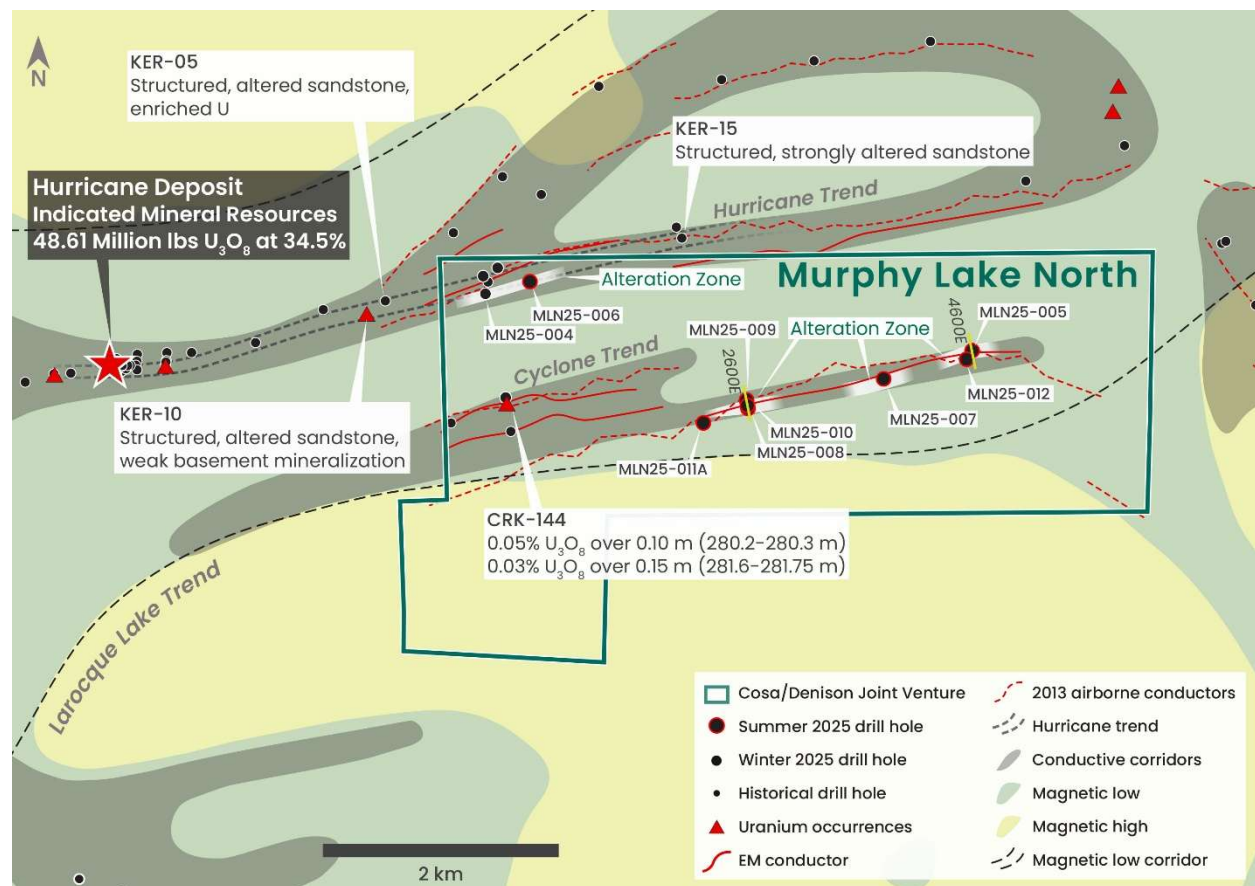 N
KER-05
Structured, altered sandstone,
enriched U
KER-15
Structured, strongly altered sandstone
Hurricane Deposit
Indicated Mineral Resources
48.61 Million lbs U₃O₈ at 34.5%
Hurricane Trend
Murphy Lake North
Alteration Zone
MLN25-006
MLN25-004
MLN25-009
Alteration Zone
4600E
MLN25-005
Cyclone Trend
2600E
MLN25-012
KER-10
Structured, altered sandstone,
weak basement mineralization
MLN25-007
MLN25-010
MLN25-008
MLN25-011A
CRK-144
0.05% U₃O₈ over 0.10 m (280.2-280.3 m)
0.03% U₃O₈ over 0.15 m (281.6-281.75 m)
Larocque Lake Trend
Cosa/Denison Joint Venture
Summer 2025 drill hole
Winter 2025 drill hole
Historical drill hole
Uranium occurrences
EM conductor
2013 airborne conductors
Hurricane trend
Conductive corridors
Magnetic low
Magnetic high
Magnetic low corridor
2 km